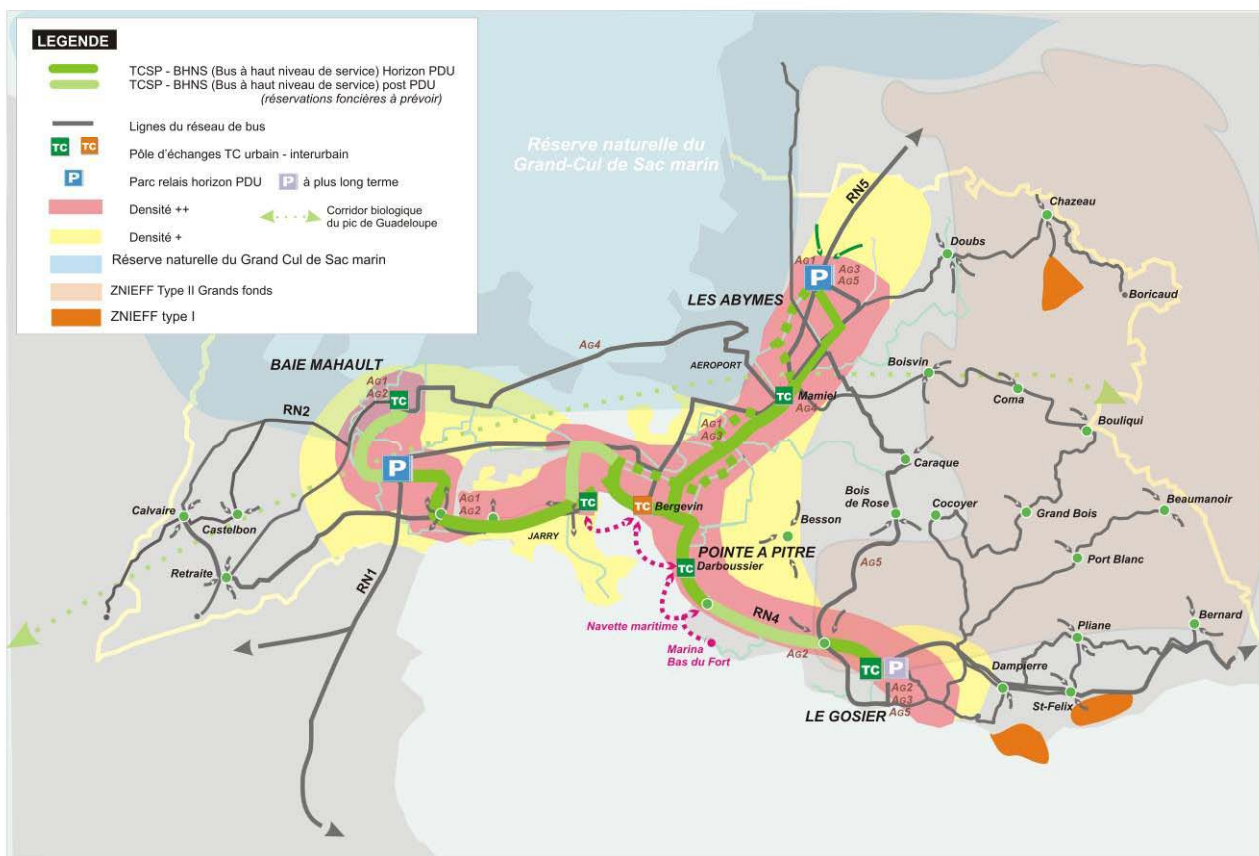 LEGENDE
TCSP - BHNS (Bus à haut niveau de service) Horizon PDU
TCSP - BHNS (Bus à haut niveau de service) post PDU
(réservations foncières à prévoir)
Lignes du réseau de bus
TC TC Pôle d'échanges TC urbain - interurbain
P Parc relais horizon PDU P à plus long terme
Densité ++
Corridor biologique
du pic de Guadeloupe
Densité +
Réserve naturelle du Grand Cul de Sac marin
ZNIEFF Type II Grands fonds
ZNIEFF type I
Réserve naturelle du
Grand-Cul de Sac marin
RN5
Chazeau
Doubs
Boricaud
AG1
AG3
AG5
P
LES ABYMES
AG4
AEROPORT
BAIE MAHAULT
AG1
AG2
TC
RN2
TC
Mamiel
AG4
Boisvin
Coma
Bouliqui
AG1
AG3
P
Caraque
Calvaire
Castelbon
AG1
AG2
TC
TC
Bergevin
Bois
de Rose
Cocoyer
Grand Bois
Beaumanoir
Besson
JARRY
Retraite
RN1
POINTE A PITRE
TC
Darboussier
Port Blanc
AG5
Navette maritime
RN4
Marina
Bas du Fort
AG2
Pliane
Bernard
TC
P
Dampierre
St-Felix
LE GOSIER
AG2
AG3
AG5